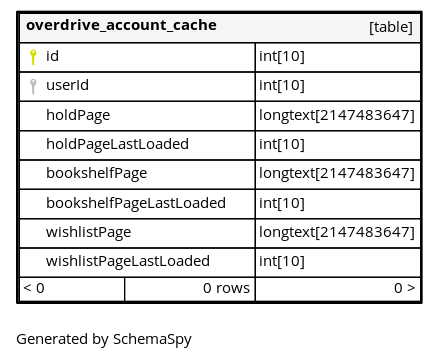 overdrive_account_cache [table]
id int[10]
userId int[10]
holdPage longtext[2147483647]
holdPageLastLoaded int[10]
bookshelfPage longtext[2147483647]
bookshelfPageLastLoaded int[10]
wishlistPage longtext[2147483647]
wishlistPageLastLoaded int[10]
< 0 0 rows 0 >
Generated by SchemaSpy